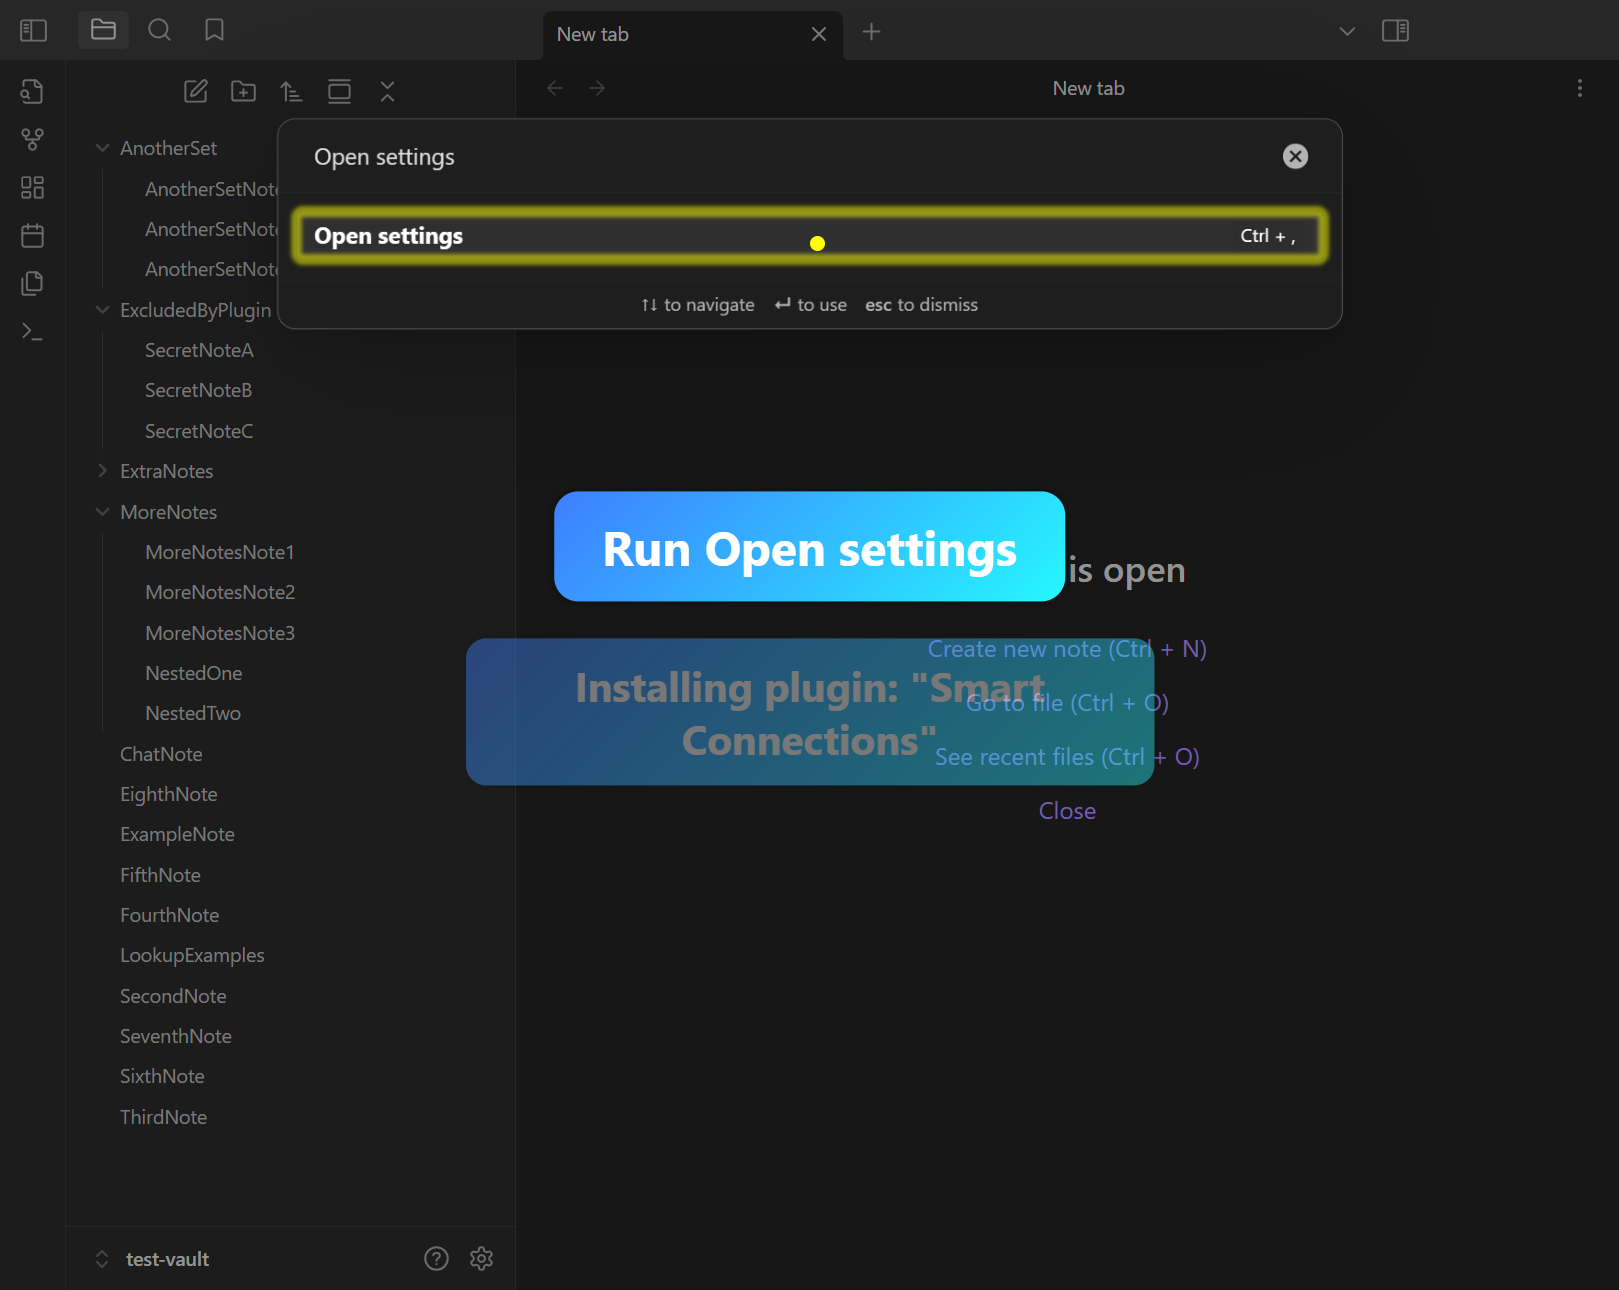 New tab
New tab
Open settings
Open settings
Ctrl + ,
↑↓ to navigate ↵ to use esc to dismiss
AnotherSet
AnotherSetNote
AnotherSetNote
AnotherSetNote
ExcludedByPlugin
SecretNoteA
SecretNoteB
SecretNoteC
ExtraNotes
MoreNotes
MoreNotesNote1
MoreNotesNote2
MoreNotesNote3
NestedOne
NestedTwo
ChatNote
EighthNote
ExampleNote
FifthNote
FourthNote
LookupExamples
SecondNote
SeventhNote
SixthNote
ThirdNote
test-vault
Run Open settings
is open
Installing plugin: "Smart
Connections"
Create new note (Ctrl + N)
Go to file (Ctrl + O)
See recent files (Ctrl + O)
Close